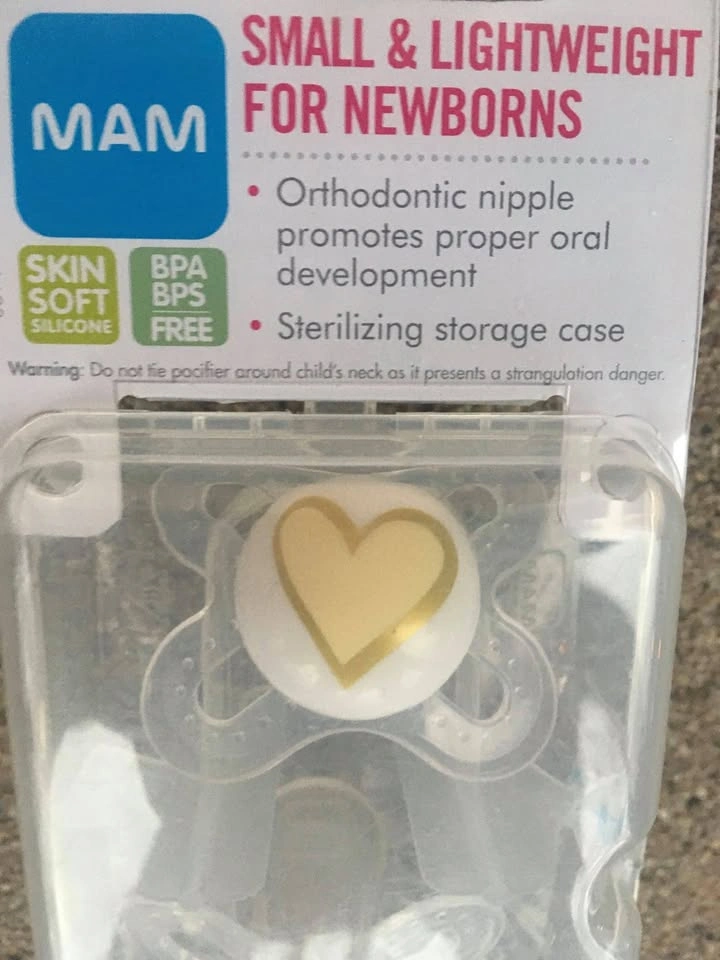 MAM
SMALL & LIGHTWEIGHT
FOR NEWBORNS
• Orthodontic nipple
promotes proper oral
development
• Sterilizing storage case
SKIN
SOFT
SILICONE
BPA
BPS
FREE
Warning: Do not tie pacifier around child's neck as it presents a strangulation danger.